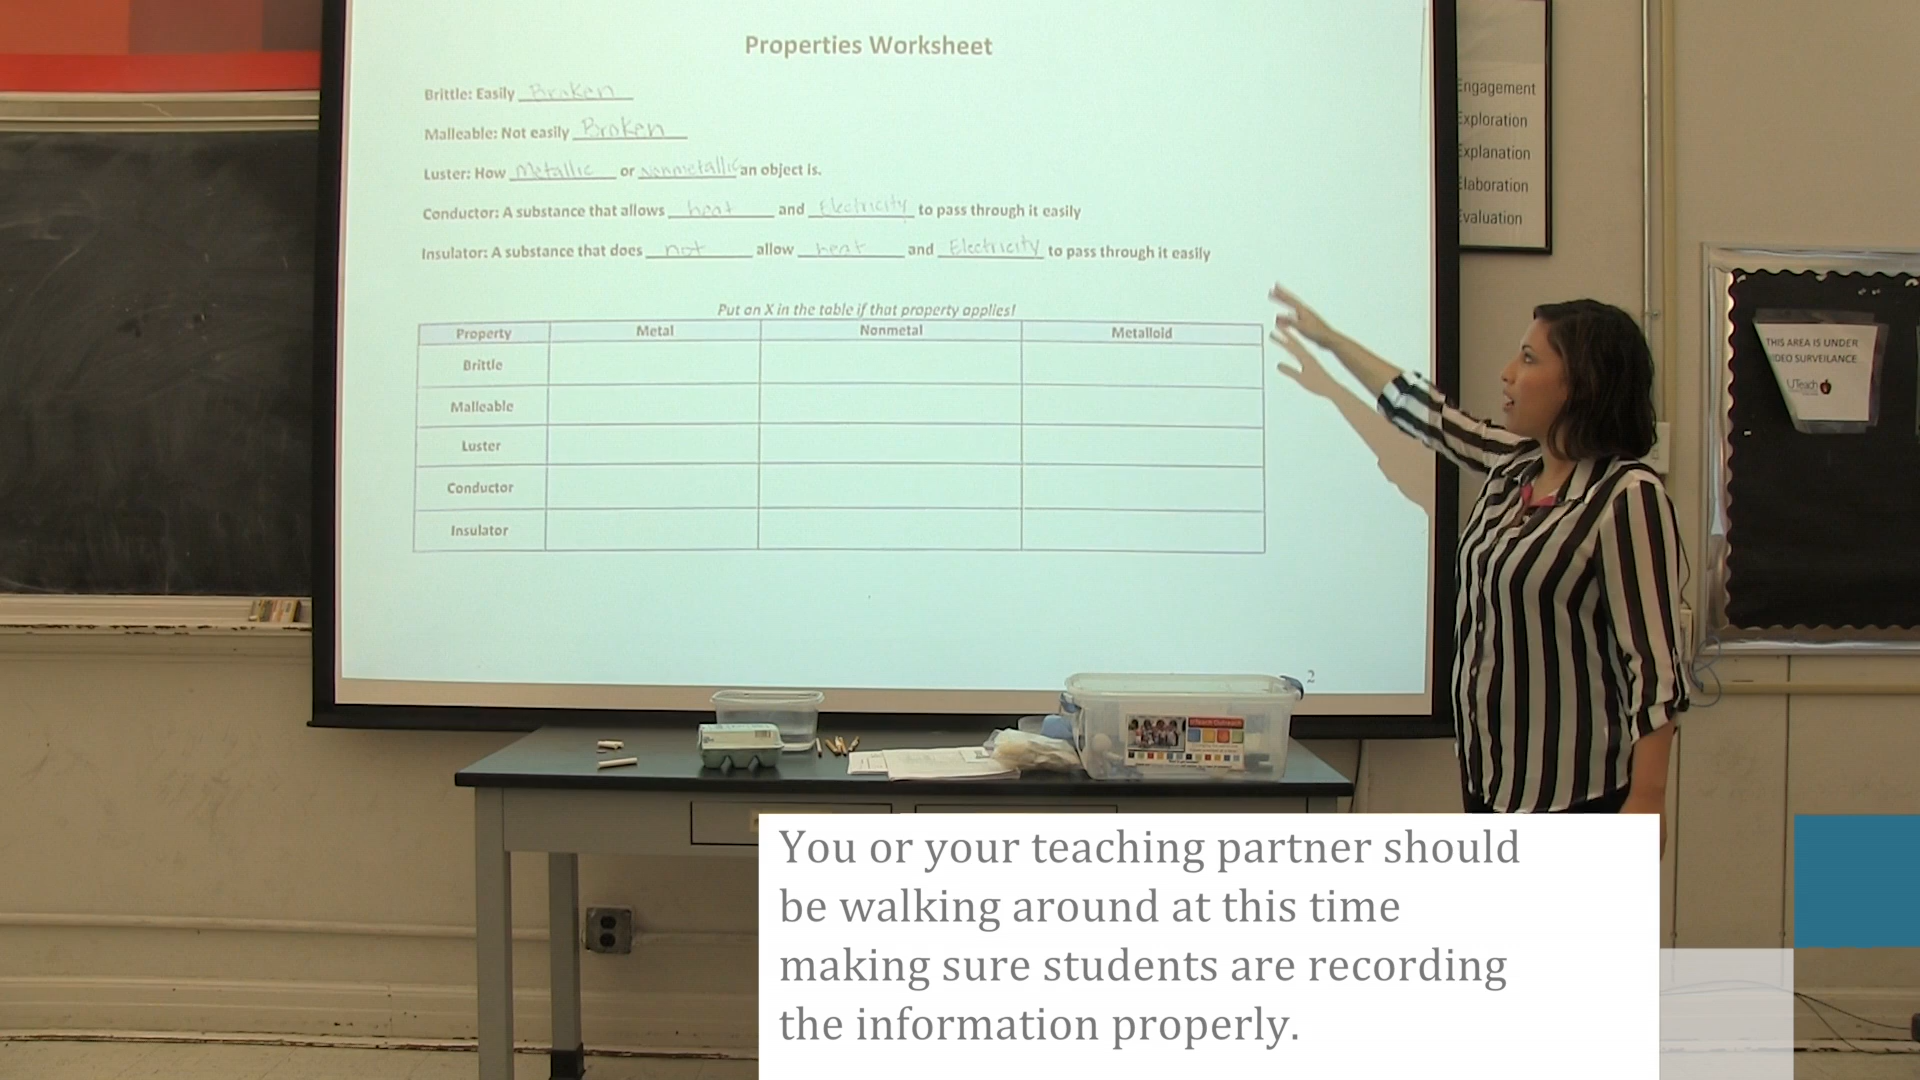 Properties Worksheet
Brittle: Easily Broken
Malleable: Not easily Broken
Luster: How Metallic or Nonmetallic an object is.
Conductor: A substance that allows heat and Electricity to pass through it easily
Insulator: A substance that does not allow heat and Electricity to pass through it easily
Put an X in the table if that property applies!
Property Metal Nonmetal Metalloid
Brittle
Malleable
Luster
Conductor
Insulator
2
Engagement
Exploration
Explanation
Elaboration
Evaluation
THIS AREA IS UNDER
VIDEO SURVEILANCE
UTeach
UTeach Outreach
You or your teaching partner should
be walking around at this time
making sure students are recording
the information properly.